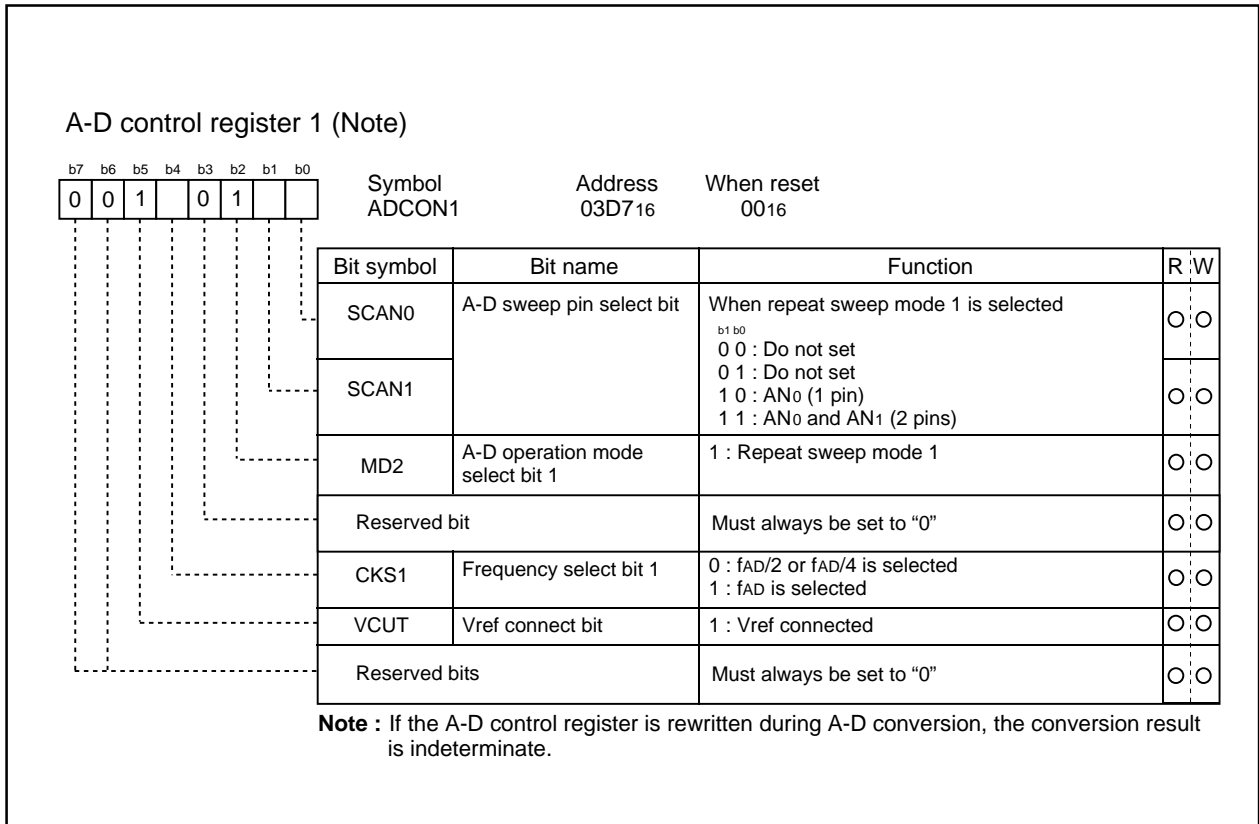 A-D control register 1 (Note)
b7 b6 b5 b4 b3 b2 b1 b0
0 0 1 0 1
Symbol Address When reset
ADCON1 03D716 0016
Bit symbol Bit name Function R W
SCAN0 A-D sweep pin select bit When repeat sweep mode 1 is selected
b1 b0
0 0 : Do not set
0 1 : Do not set
SCAN1 1 0 : AN0 (1 pin)
1 1 : AN0 and AN1 (2 pins)
MD2 A-D operation mode select bit 1 1 : Repeat sweep mode 1
Reserved bit Must always be set to “0”
CKS1 Frequency select bit 1 0 : fAD/2 or fAD/4 is selected
1 : fAD is selected
VCUT Vref connect bit 1 : Vref connected
Reserved bits Must always be set to “0”
Note : If the A-D control register is rewritten during A-D conversion, the conversion result
is indeterminate.